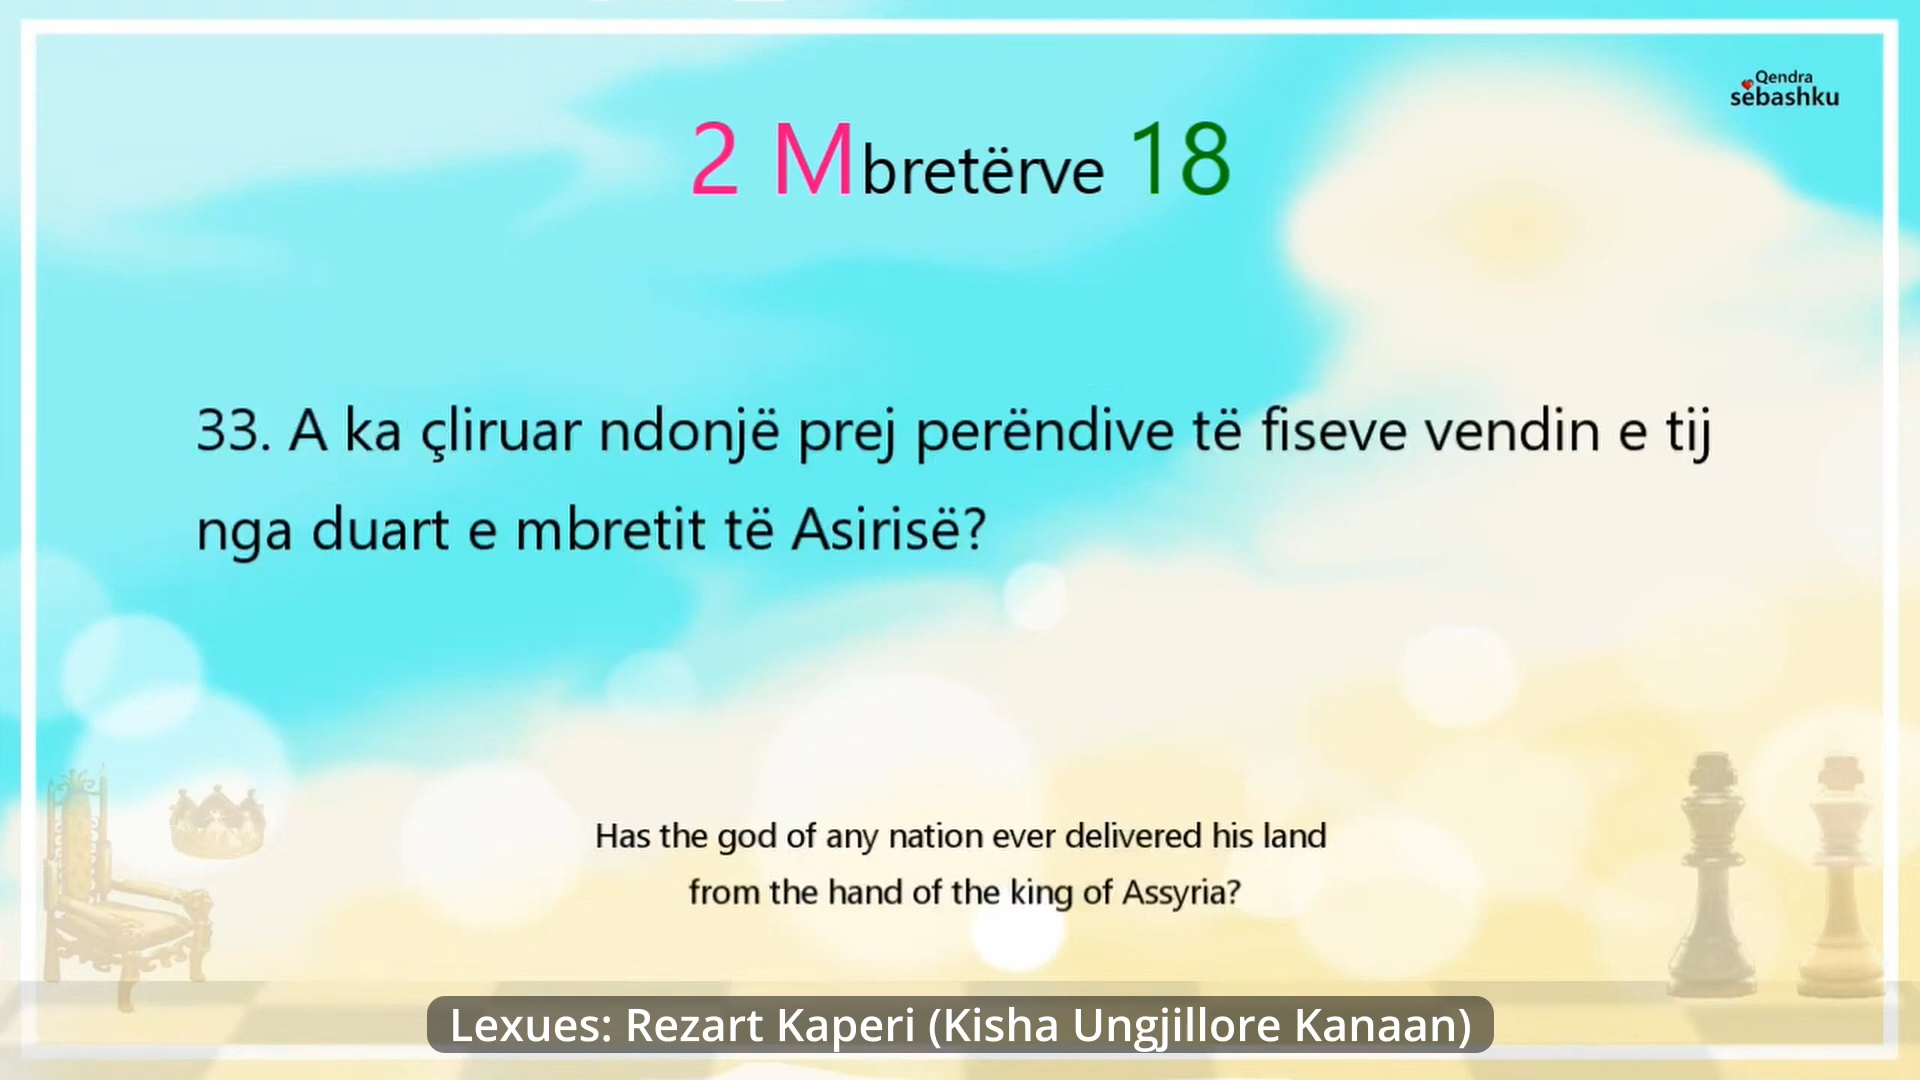 Qendra
sëbashku
2 Mbretërve 18
33. A ka çliruar ndonjë prej perëndive të fiseve vendin e tij
nga duart e mbretit të Asirisë?
Has the god of any nation ever delivered his land
from the hand of the king of Assyria?
Lexues: Rezart Kaperi (Kisha Ungjillore Kanaan)